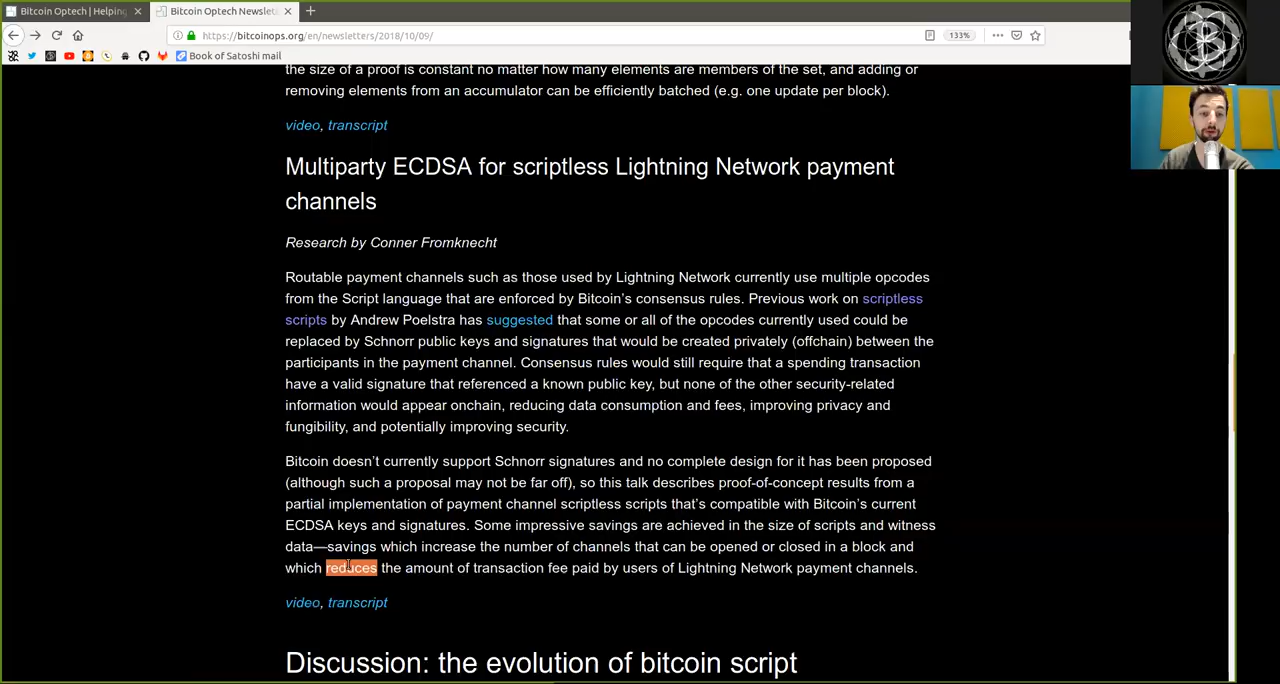 Bitcoin Optech | Helping
Bitcoin Optech Newslet
https://bitcoinops.org/en/newsletters/2018/10/09/
133%
Book of Satoshi mail
the size of a proof is constant no matter how many elements are members of the set, and adding or
removing elements from an accumulator can be efficiently batched (e.g. one update per block).
video, transcript
Multiparty ECDSA for scriptless Lightning Network payment
channels
Research by Conner Fromknecht
Routable payment channels such as those used by Lightning Network currently use multiple opcodes
from the Script language that are enforced by Bitcoin’s consensus rules. Previous work on scriptless
scripts by Andrew Poelstra has suggested that some or all of the opcodes currently used could be
replaced by Schnorr public keys and signatures that would be created privately (offchain) between the
participants in the payment channel. Consensus rules would still require that a spending transaction
have a valid signature that referenced a known public key, but none of the other security-related
information would appear onchain, reducing data consumption and fees, improving privacy and
fungibility, and potentially improving security.
Bitcoin doesn’t currently support Schnorr signatures and no complete design for it has been proposed
(although such a proposal may not be far off), so this talk describes proof-of-concept results from a
partial implementation of payment channel scriptless scripts that’s compatible with Bitcoin’s current
ECDSA keys and signatures. Some impressive savings are achieved in the size of scripts and witness
data—savings which increase the number of channels that can be opened or closed in a block and
which reduces the amount of transaction fee paid by users of Lightning Network payment channels.
video, transcript
Discussion: the evolution of bitcoin script